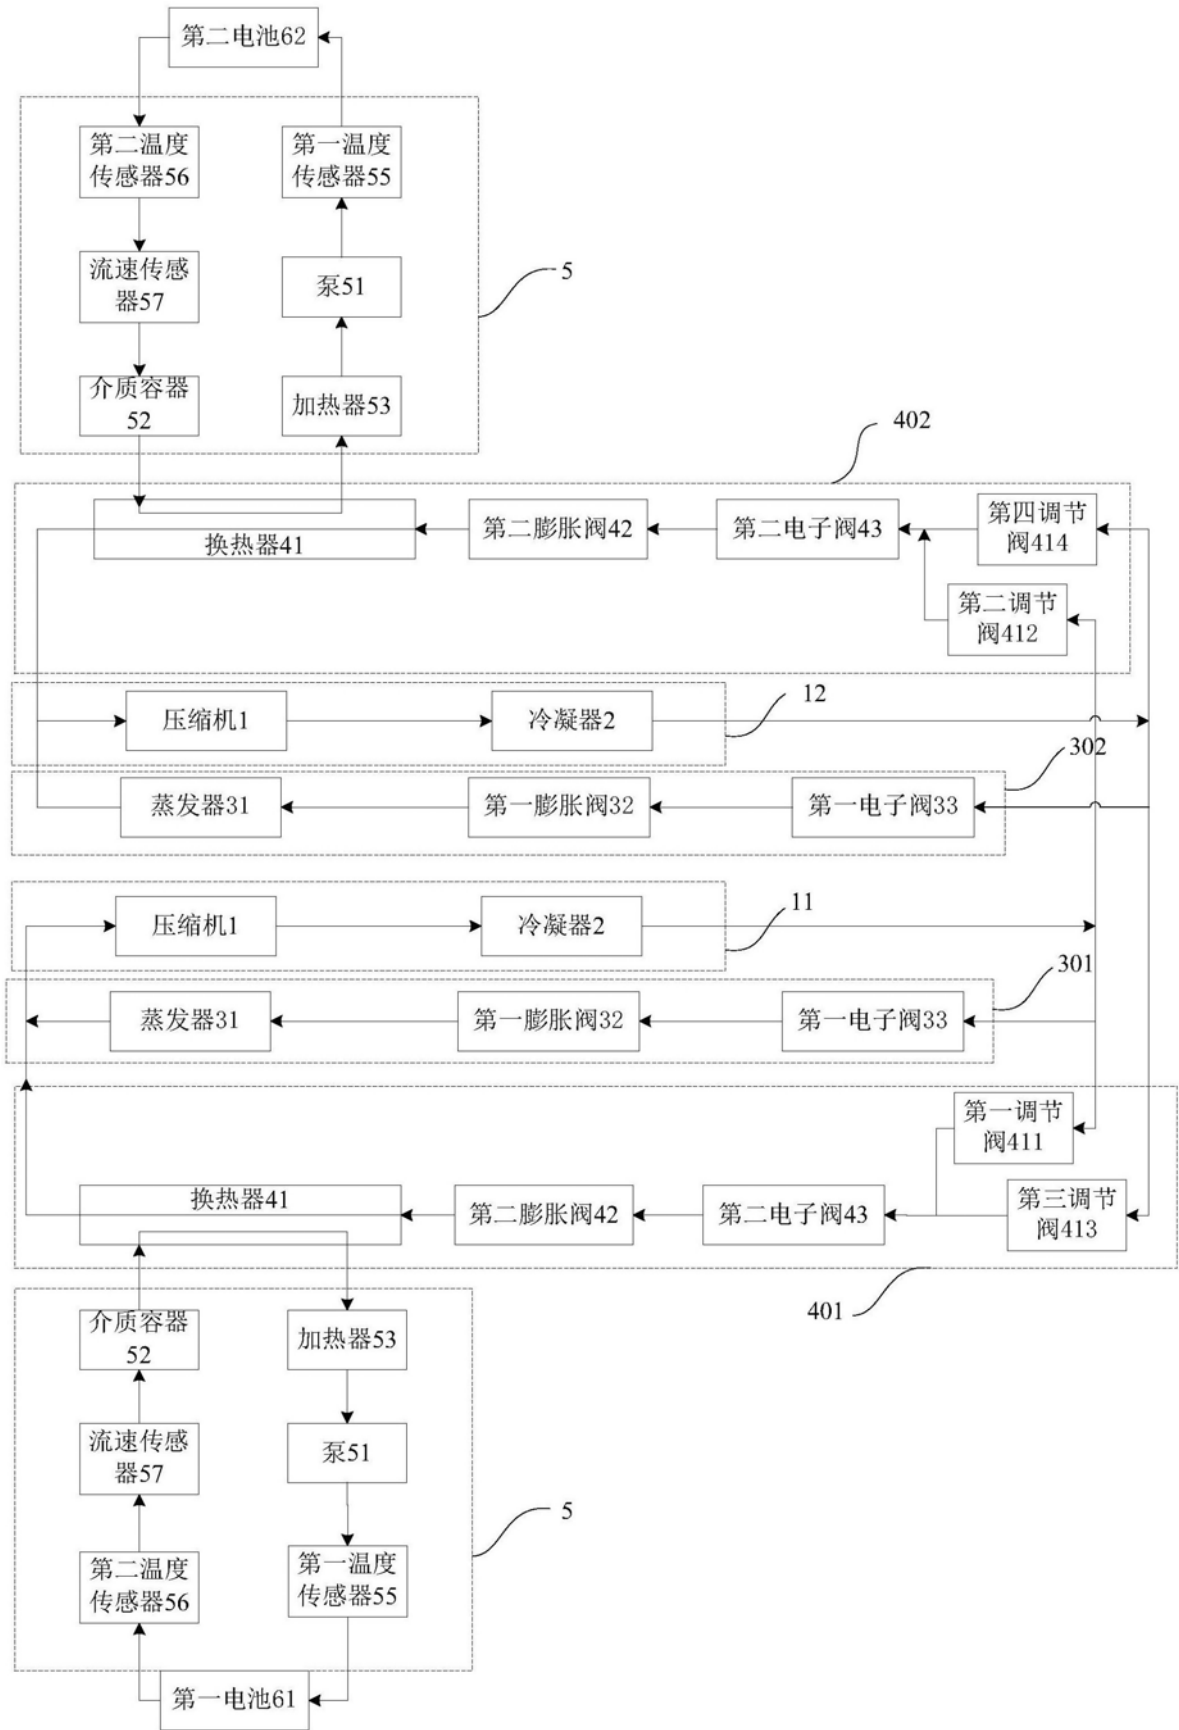 第二电池62
第二温度
传感器56
第一温度
传感器55
流速传感
器57
泵51
5
介质容器
52
加热器53
402
换热器41
第二膨胀阀42
第二电子阀43
第四调节
阀414
第二调节
阀412
压缩机1
冷凝器2
12
302
蒸发器31
第一膨胀阀32
第一电子阀33
压缩机1
冷凝器2
11
301
蒸发器31
第一膨胀阀32
第一电子阀33
第一调节
阀411
换热器41
第二膨胀阀42
第二电子阀43
第三调节
阀413
401
介质容器
52
加热器53
流速传感
器57
泵51
5
第二温度
传感器56
第一温度
传感器55
第一电池61